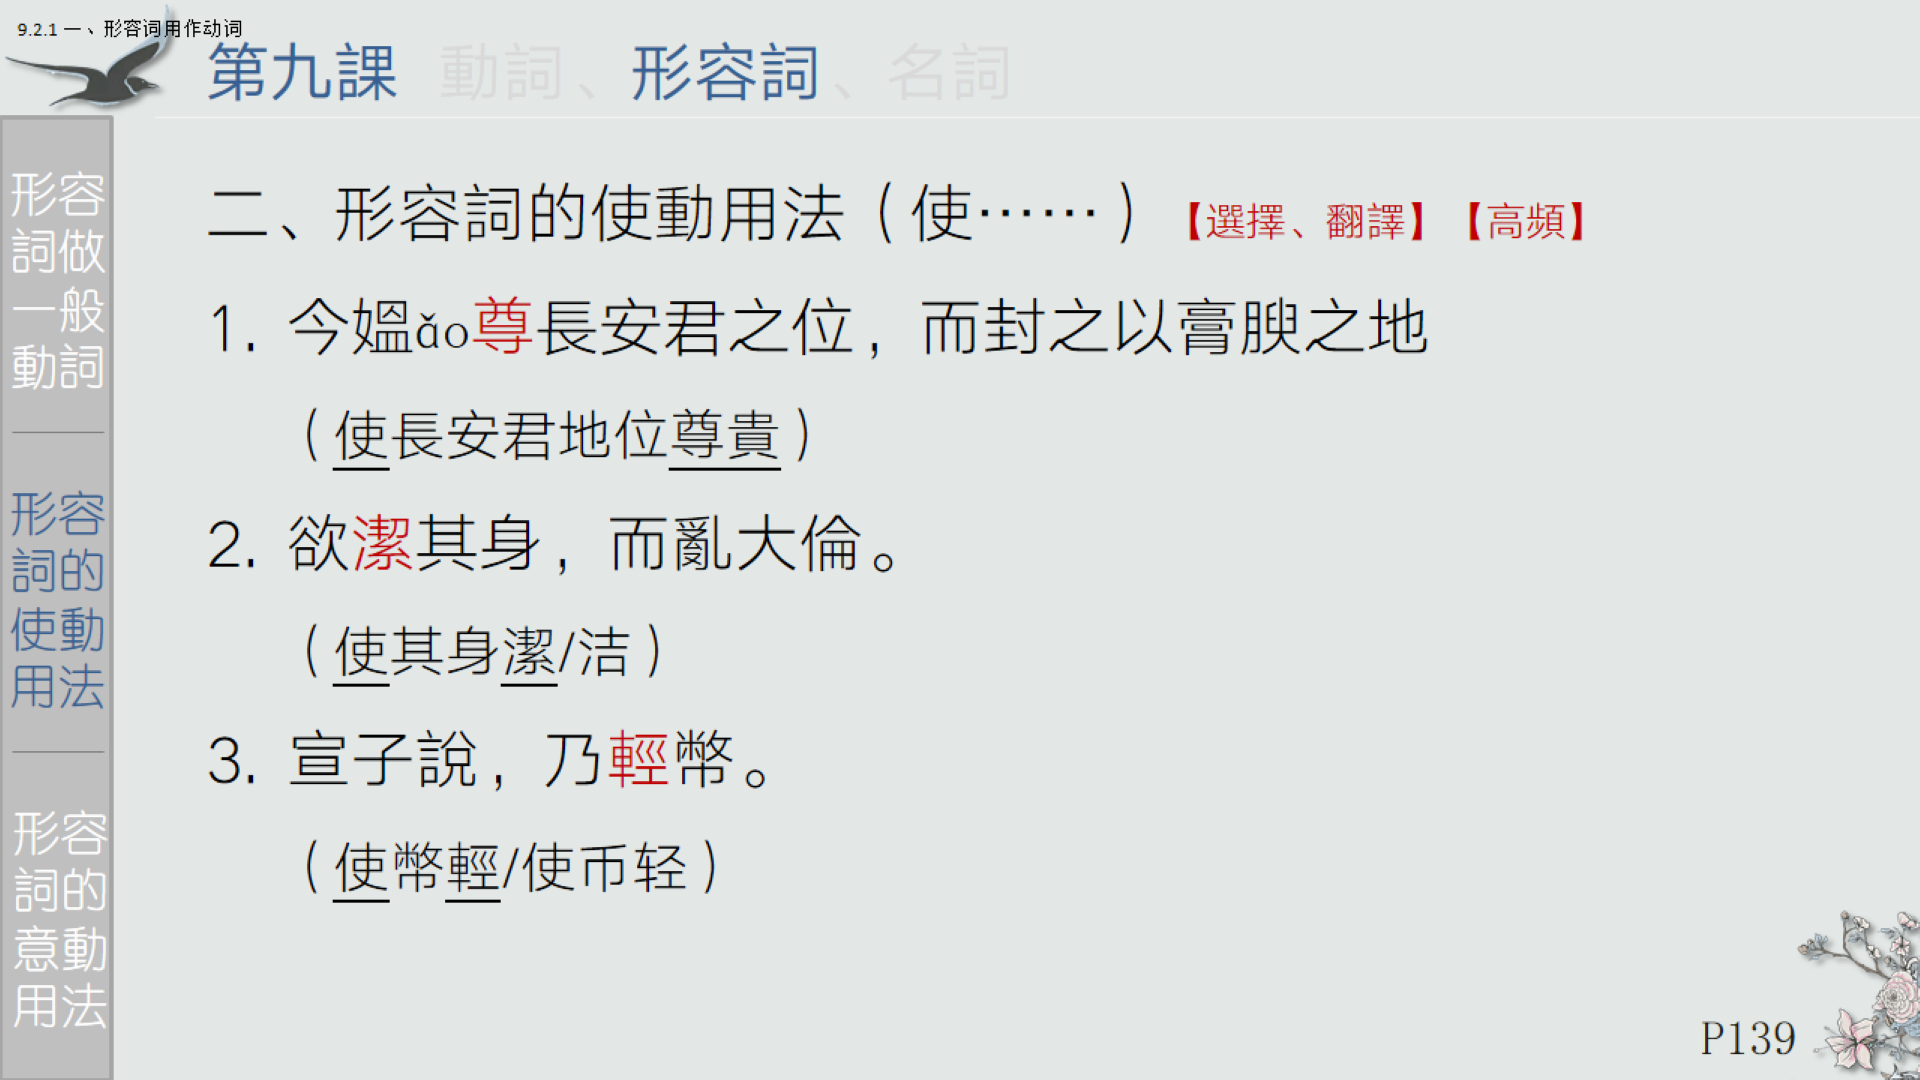 9.2.1 一、形容词用作动词
第九課 動詞、形容詞、名詞
形容
詞做
一般
動詞
形容
詞的
使動
用法
形容
詞的
意動
用法
二、形容詞的使動用法（使……）【選擇、翻譯】【高頻】
1. 今媼ǎo尊長安君之位，而封之以膏腴之地
（使長安君地位尊貴）
2. 欲潔其身，而亂大倫。
（使其身潔/洁）
3. 宣子說，乃輕幣。
（使幣輕/使币轻）
P139